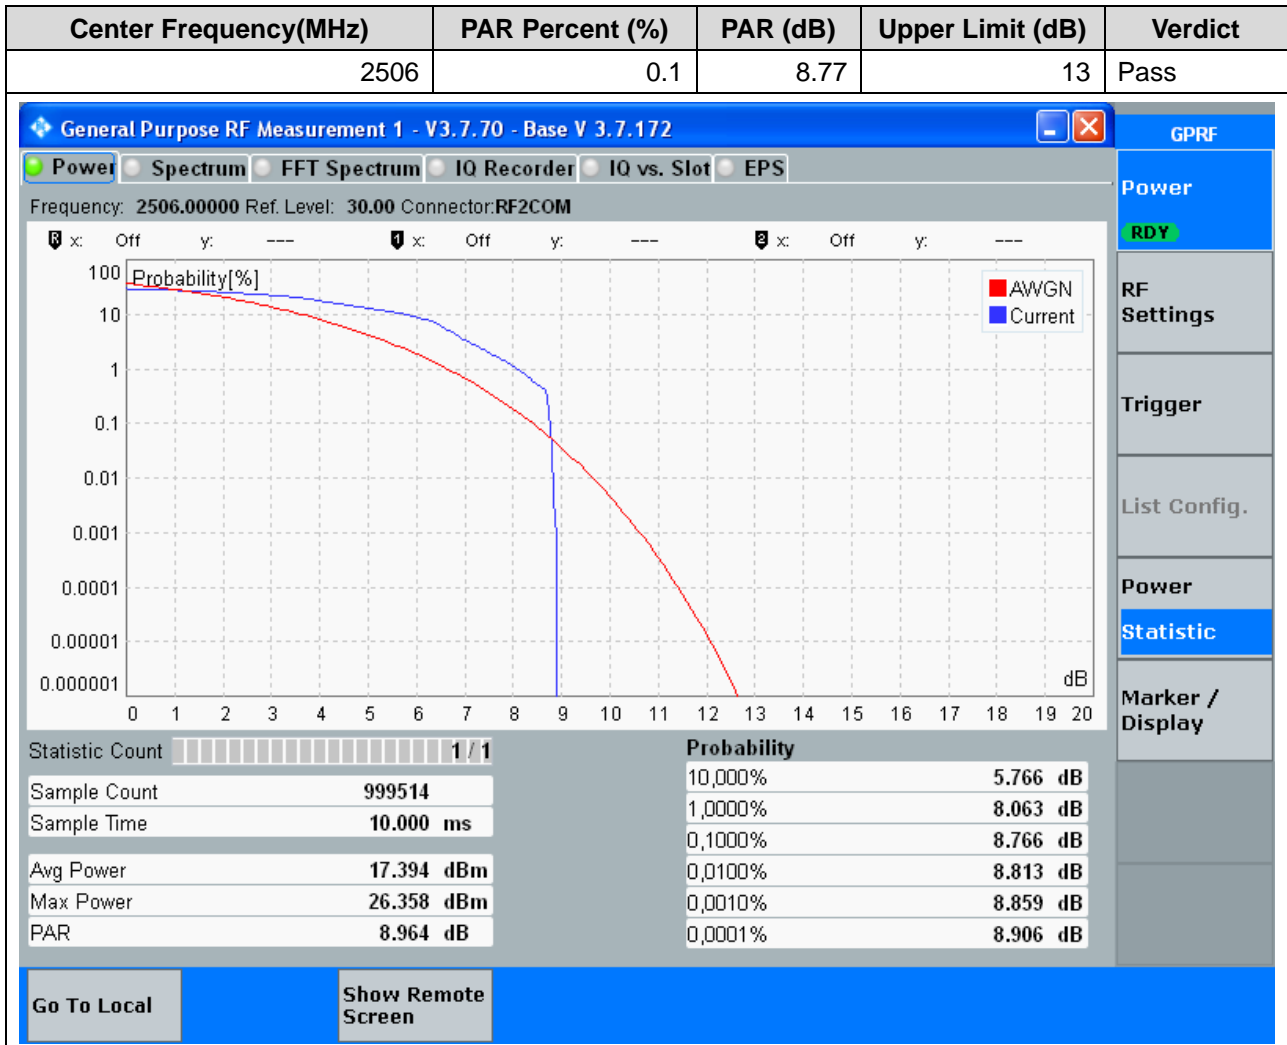 Center Frequency(MHz) PAR Percent (%) PAR (dB) Upper Limit (dB) Verdict
2506 0.1 8.77 13 Pass
General Purpose RF Measurement 1 - V3.7.70 - Base V 3.7.172
GPRF
Power Spectrum FFT Spectrum IQ Recorder IQ vs. Slot EPS
Power
RDY
Frequency: 2506.00000 Ref. Level: 30.00 Connector:RF2COM
R x: Off y: --- 1 x: Off y: --- 2 x: Off y: ---
Probability[%]
AWGN
Current
100
10
1
0.1
0.01
0.001
0.0001
0.00001
0.000001
dB
0 1 2 3 4 5 6 7 8 9 10 11 12 13 14 15 16 17 18 19 20
RF
Settings
Trigger
List Config.
Power
Statistic
Marker /
Display
Statistic Count 1 / 1
Sample Count 999514
Sample Time 10.000 ms
Avg Power 17.394 dBm
Max Power 26.358 dBm
PAR 8.964 dB
Probability
10,000% 5.766 dB
1,0000% 8.063 dB
0,1000% 8.766 dB
0,0100% 8.813 dB
0,0010% 8.859 dB
0,0001% 8.906 dB
Go To Local
Show Remote
Screen